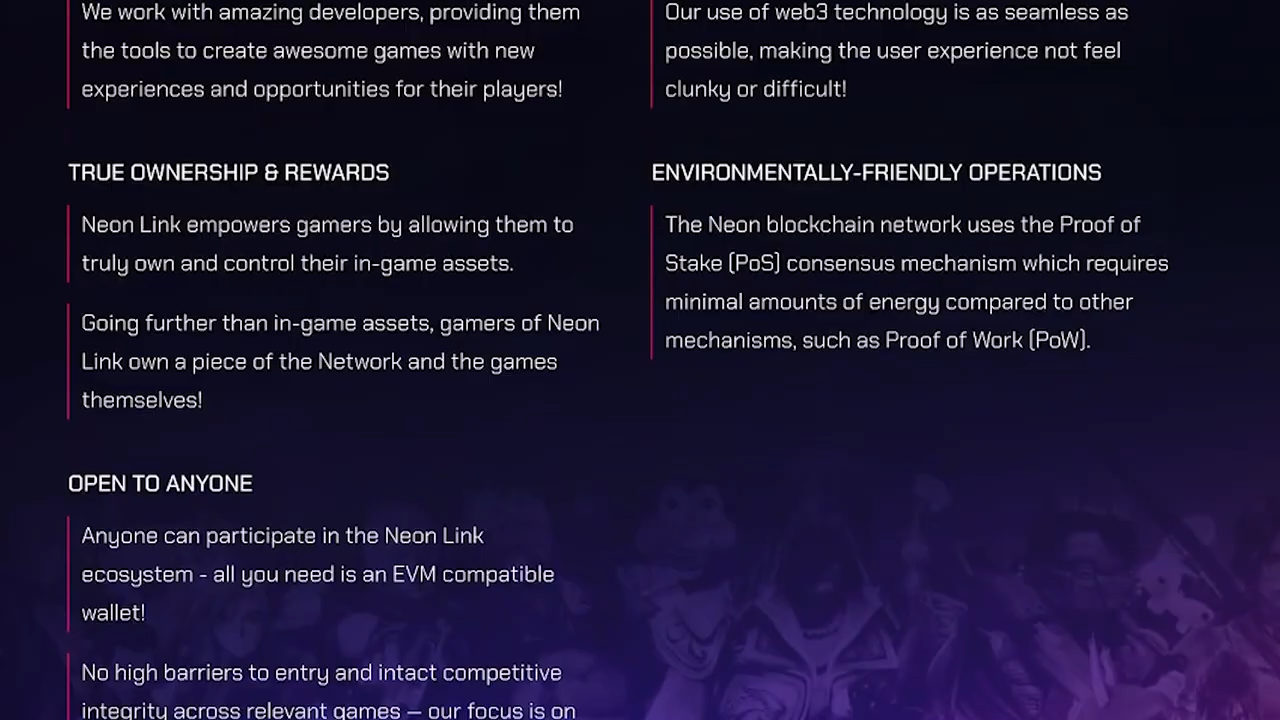 We work with amazing developers, providing them
the tools to create awesome games with new
experiences and opportunities for their players!
Our use of web3 technology is as seamless as
possible, making the user experience not feel
clunky or difficult!
TRUE OWNERSHIP & REWARDS
Neon Link empowers gamers by allowing them to
truly own and control their in-game assets.
Going further than in-game assets, gamers of Neon
Link own a piece of the Network and the games
themselves!
ENVIRONMENTALLY-FRIENDLY OPERATIONS
The Neon blockchain network uses the Proof of
Stake (PoS) consensus mechanism which requires
minimal amounts of energy compared to other
mechanisms, such as Proof of Work (PoW).
OPEN TO ANYONE
Anyone can participate in the Neon Link
ecosystem - all you need is an EVM compatible
wallet!
No high barriers to entry and intact competitive
integrity across relevant games – our focus is on